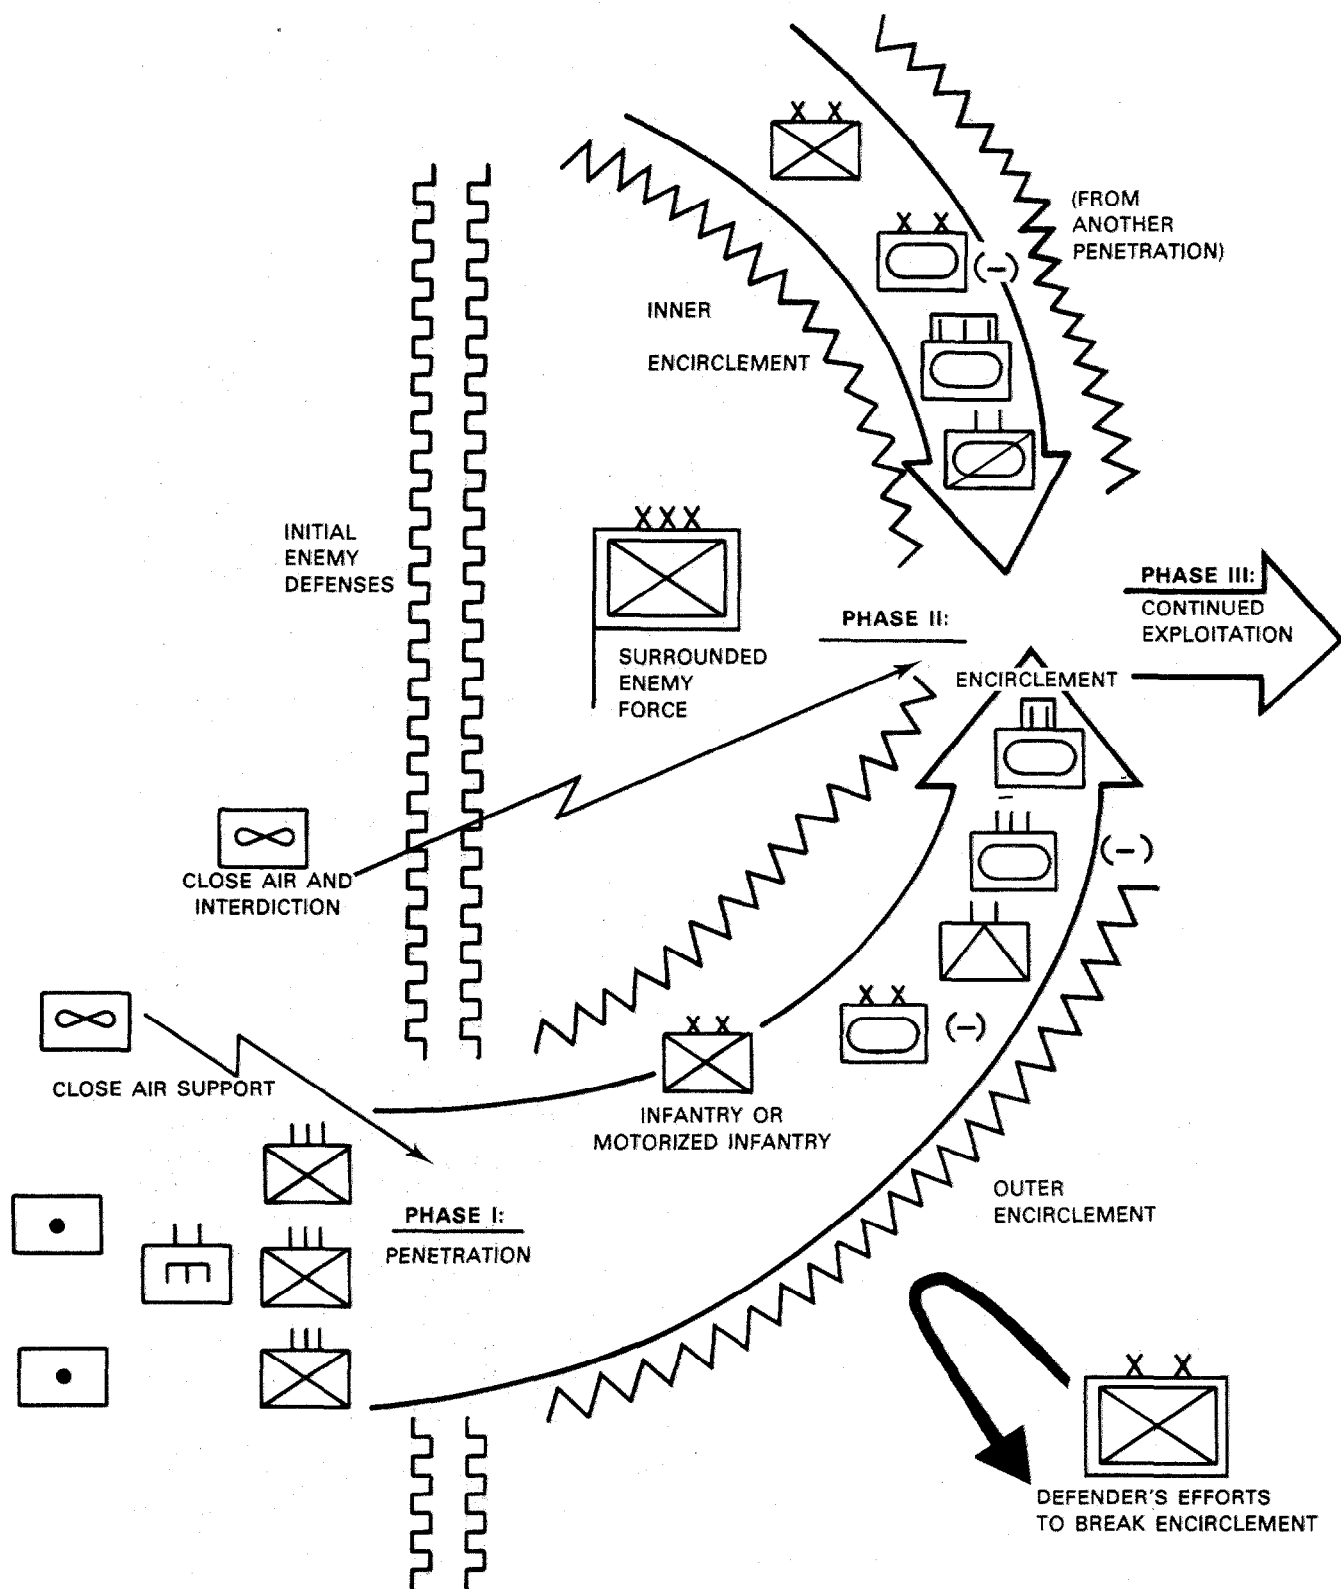 (FROM
ANOTHER
PENETRATION)
(–)
INNER
ENCIRCLEMENT
XXX
INITIAL
ENEMY
DEFENSES
PHASE III:
CONTINUED
EXPLOITATION
PHASE II:
ENCIRCLEMENT
SURROUNDED
ENEMY
FORCE
CLOSE AIR AND
INTERDICTION
(–)
(–)
CLOSE AIR SUPPORT
INFANTRY OR
MOTORIZED INFANTRY
PHASE I:
PENETRATION
OUTER
ENCIRCLEMENT
DEFENDER'S EFFORTS
TO BREAK ENCIRCLEMENT